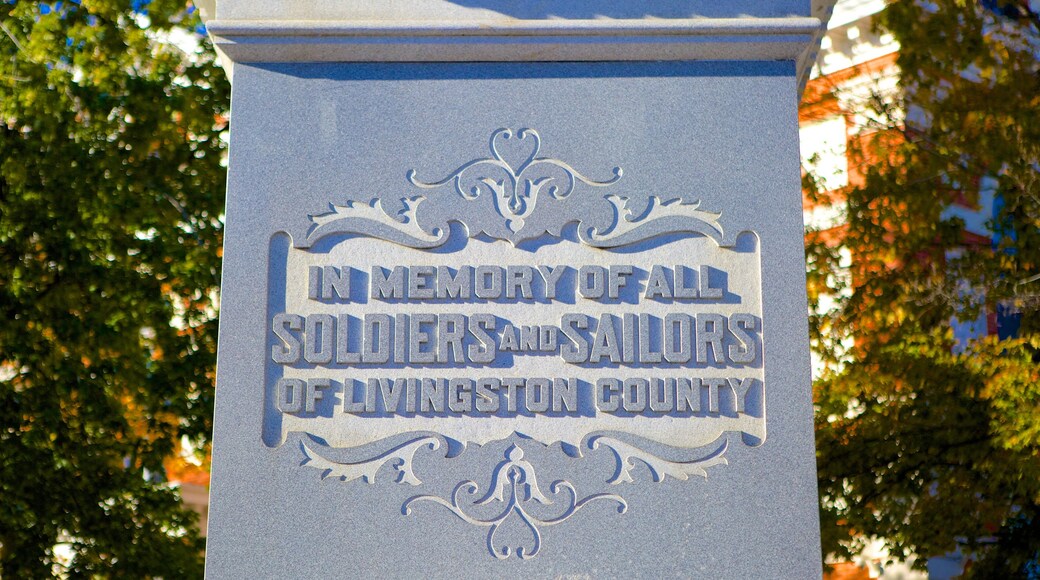 IN MEMORY OF ALL
SOLDIERS AND SAILORS
OF LIVINGSTON COUNTY